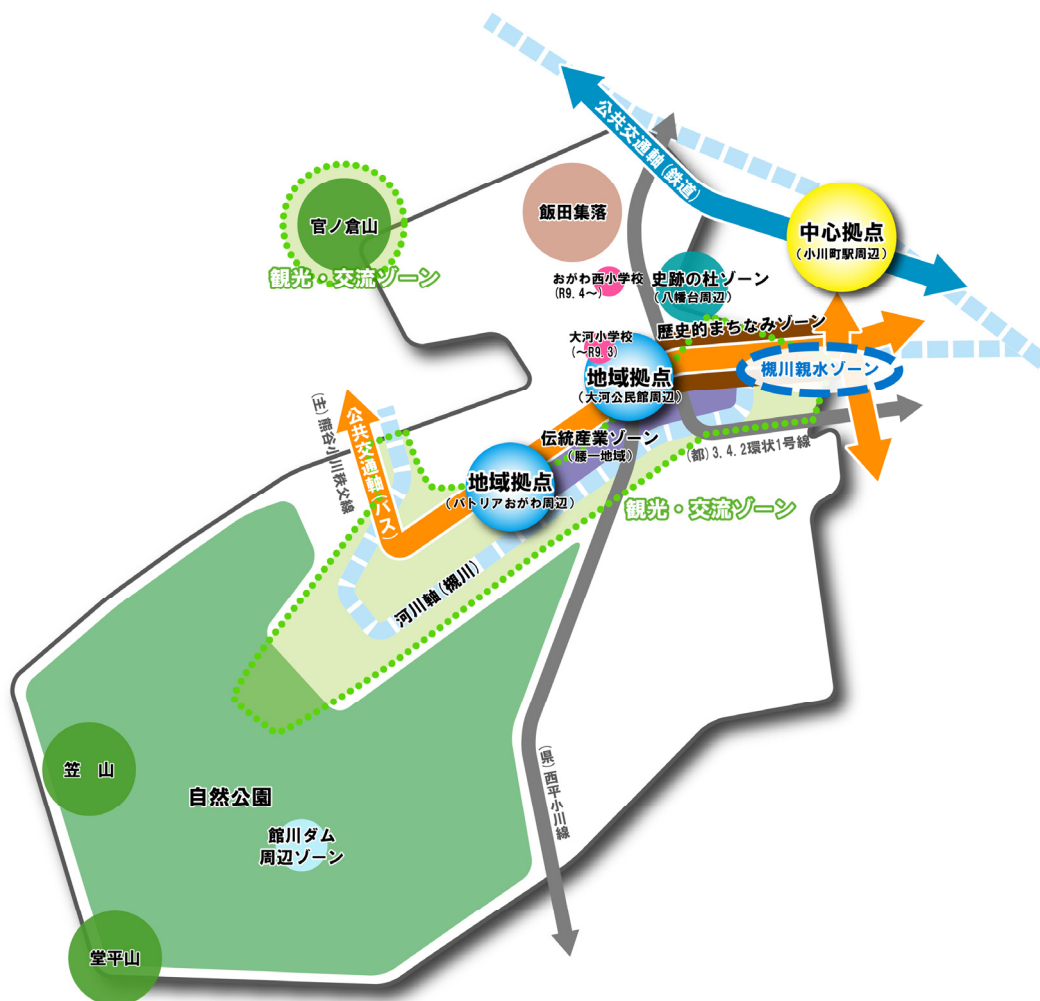 公共交通軸(鉄道)
中心拠点
(小川町駅周辺)
官ノ倉山
観光・交流ゾーン
飯田集落
おがわ西小学校
(R9.4~)
史跡の杜ゾーン
(八幡台周辺)
歴史的まちなみゾーン
大河小学校
(~R9.3)
地域拠点
(大河公民館周辺)
槻川親水ゾーン
(主)熊谷小川秩父線
公共交通軸(バス)
伝統産業ゾーン
(腰一地域)
(都)3.4.2環状1号線
地域拠点
(パトリアおがわ周辺)
観光・交流ゾーン
河川軸(槻川)
笠 山
自然公園
(県)西平小川線
館川ダム
周辺ゾーン
堂平山